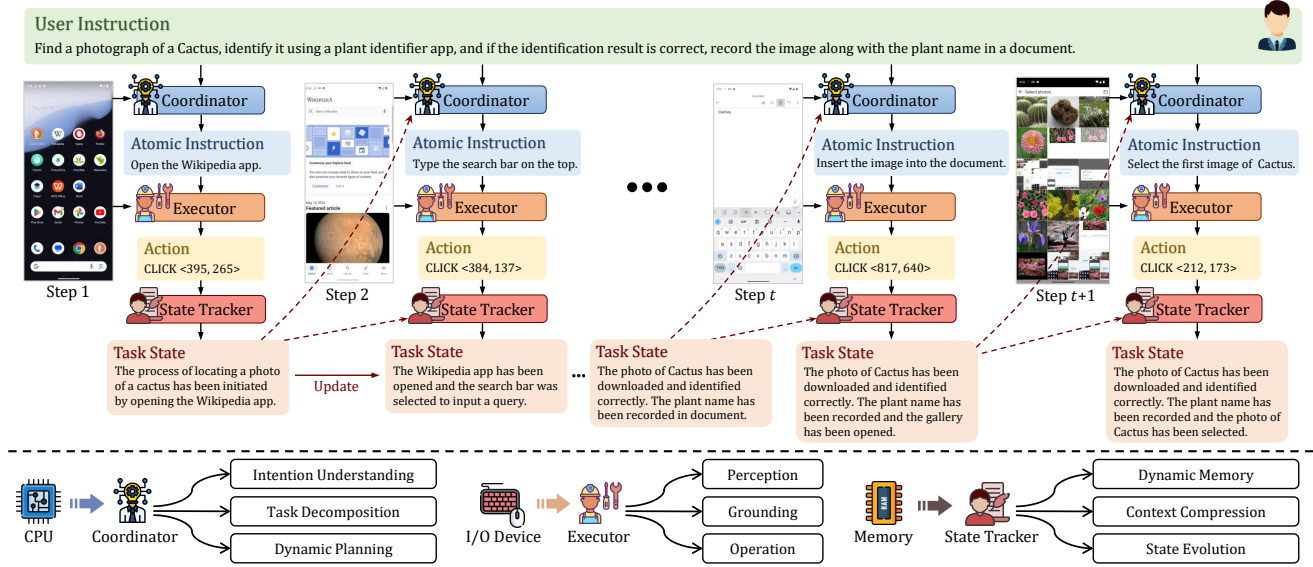 User Instruction
Find a photograph of a Cactus, identify it using a plant identifier app, and if the identification result is correct, record the image along with the plant name in a document.
Coordinator
Atomic Instruction
Open the Wikipedia app.
Executor
Action
CLICK <395, 265>
Step 1
State Tracker
Task State
The process of locating a photo
of a cactus has been initiated
by opening the Wikipedia app.
Update
WIKIPEDIA
Featured article
Step 2
Coordinator
Atomic Instruction
Type the search bar on the top.
Executor
Action
CLICK <384, 137>
State Tracker
Task State
The Wikipedia app has been
opened and the search bar was
selected to input a query.
...
Task State
The photo of Cactus has been
downloaded and identified
correctly. The plant name has
been recorded in document.
Cactus
Step t
Coordinator
Atomic Instruction
Insert the image into the document.
Executor
Action
CLICK <817, 640>
State Tracker
Task State
The photo of Cactus has been
downloaded and identified
correctly. The plant name has
been recorded and the gallery
has been opened.
Select photos
Step t+1
Coordinator
Atomic Instruction
Select the first image of Cactus.
Executor
Action
CLICK <212, 173>
State Tracker
Task State
The photo of Cactus has been
downloaded and identified
correctly. The plant name has
been recorded and the photo of
Cactus has been selected.
CPU
Coordinator
Intention Understanding
Task Decomposition
Dynamic Planning
I/O Device
Executor
Perception
Grounding
Operation
RAM
Memory
State Tracker
Dynamic Memory
Context Compression
State Evolution